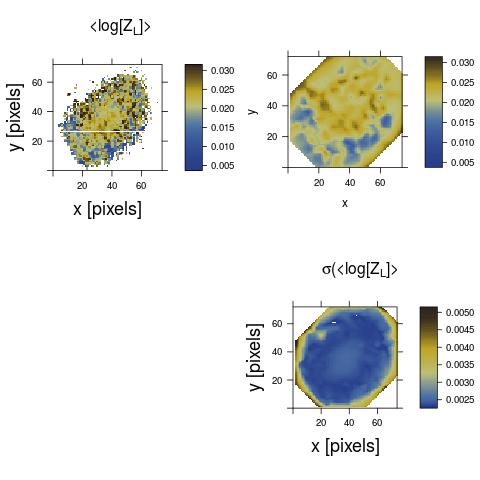 <log[Z_L]>
y [pixels]
60
40
20
20 40 60
x [pixels]
0.030
0.025
0.020
0.015
0.010
0.005
y
60
40
20
20 40 60
x
0.030
0.025
0.020
0.015
0.010
0.005
σ(<log[Z_L]>
y [pixels]
60
40
20
20 40 60
x [pixels]
0.0050
0.0045
0.0040
0.0035
0.0030
0.0025